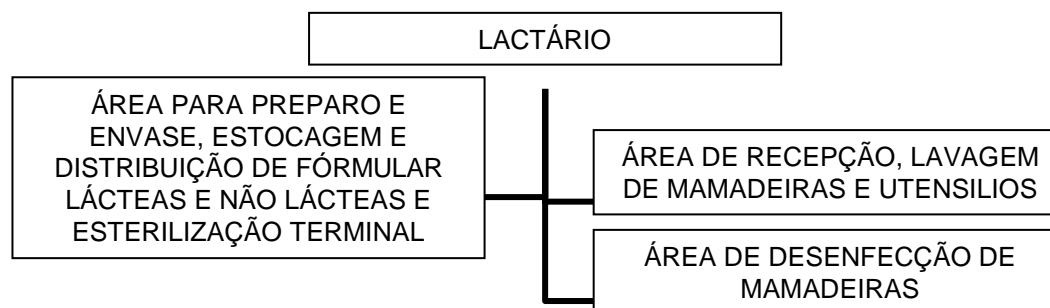 LACTÁRIO
ÁREA PARA PREPARO E
ENVASE, ESTOCAGEM E
DISTRIBUIÇÃO DE FÓRMULAR
LÁCTEAS E NÃO LÁCTEAS E
ESTERILIZAÇÃO TERMINAL
ÁREA DE RECEPÇÃO, LAVAGEM
DE MAMADEIRAS E UTENSILIOS
ÁREA DE DESENFECÇÃO DE
MAMADEIRAS